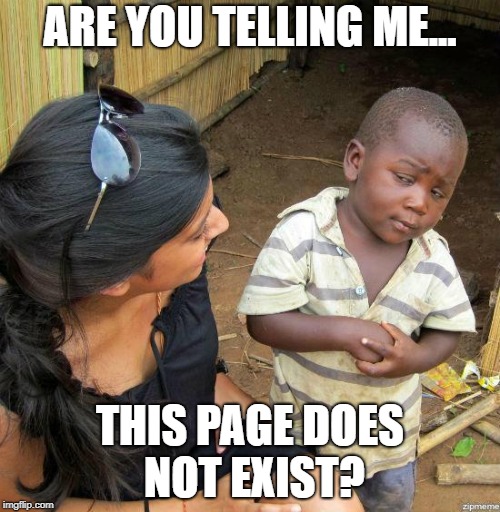 ARE YOU TELLING ME...
THIS PAGE DOES
NOT EXIST?
imgflip.com
zipmeme